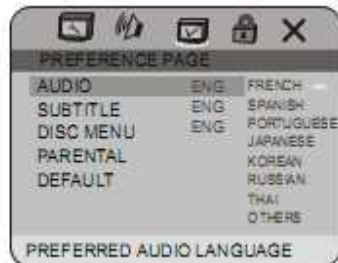 PREFERENCE PAGE
AUDIO ENG FRENCH
SUBTITLE ENG SPANISH
DISC MENU ENG PORTUGUESE
JAPANESE
PARENTAL KOREAN
DEFAULT RUSSIAN
THAI
OTHERS
PREFERRED AUDIO LANGUAGE